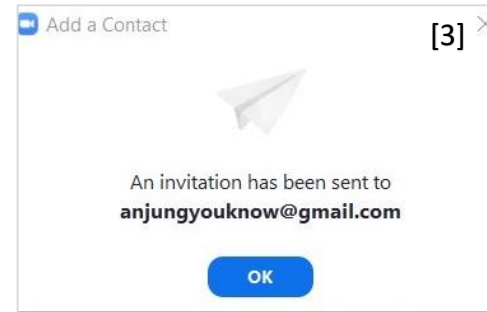 Add a Contact
[3]
An invitation has been sent to
anjungyouknow@gmail.com
OK